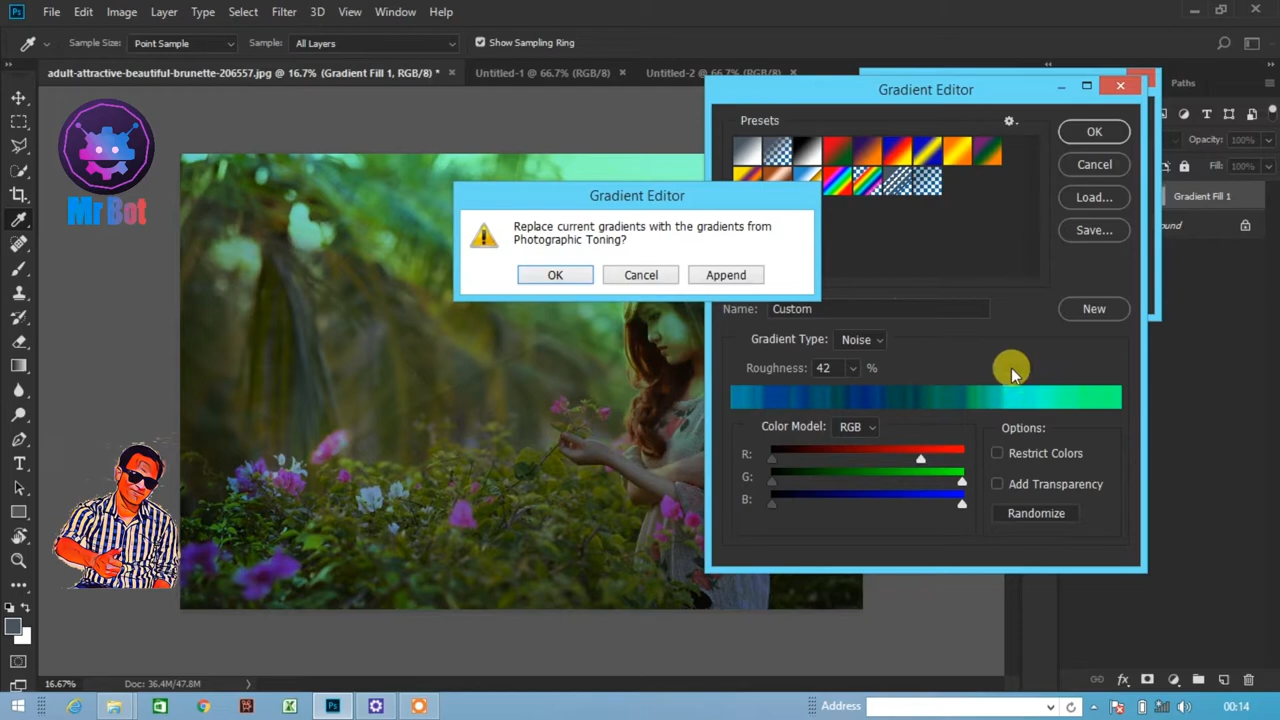 Ps File Edit Image Layer Type Select Filter 3D View Window Help
Sample Size: Point Sample Sample: All Layers Show Sampling Ring
adult-attractive-beautiful-brunette-206557.jpg @ 16.7% (Gradient Fill 1, RGB/8) * Untitled-1 @ 66.7% (RGB/8) Untitled-2 @ 66.7% (RGB/8) Paths
Gradient Editor
Presets
OK
Cancel
Load...
Save...
Opacity: 100%
Fill: 100%
Gradient Fill 1
Mr Bot
Gradient Editor
Replace current gradients with the gradients from
Photographic Toning?
OK Cancel Append
Name: Custom New
Gradient Type: Noise
Roughness: 42 %
Color Model: RGB Options:
R: Restrict Colors
G: Add Transparency
B: Randomize
16.67% Doc: 36.4M/47.8M
Ps Address 00:14